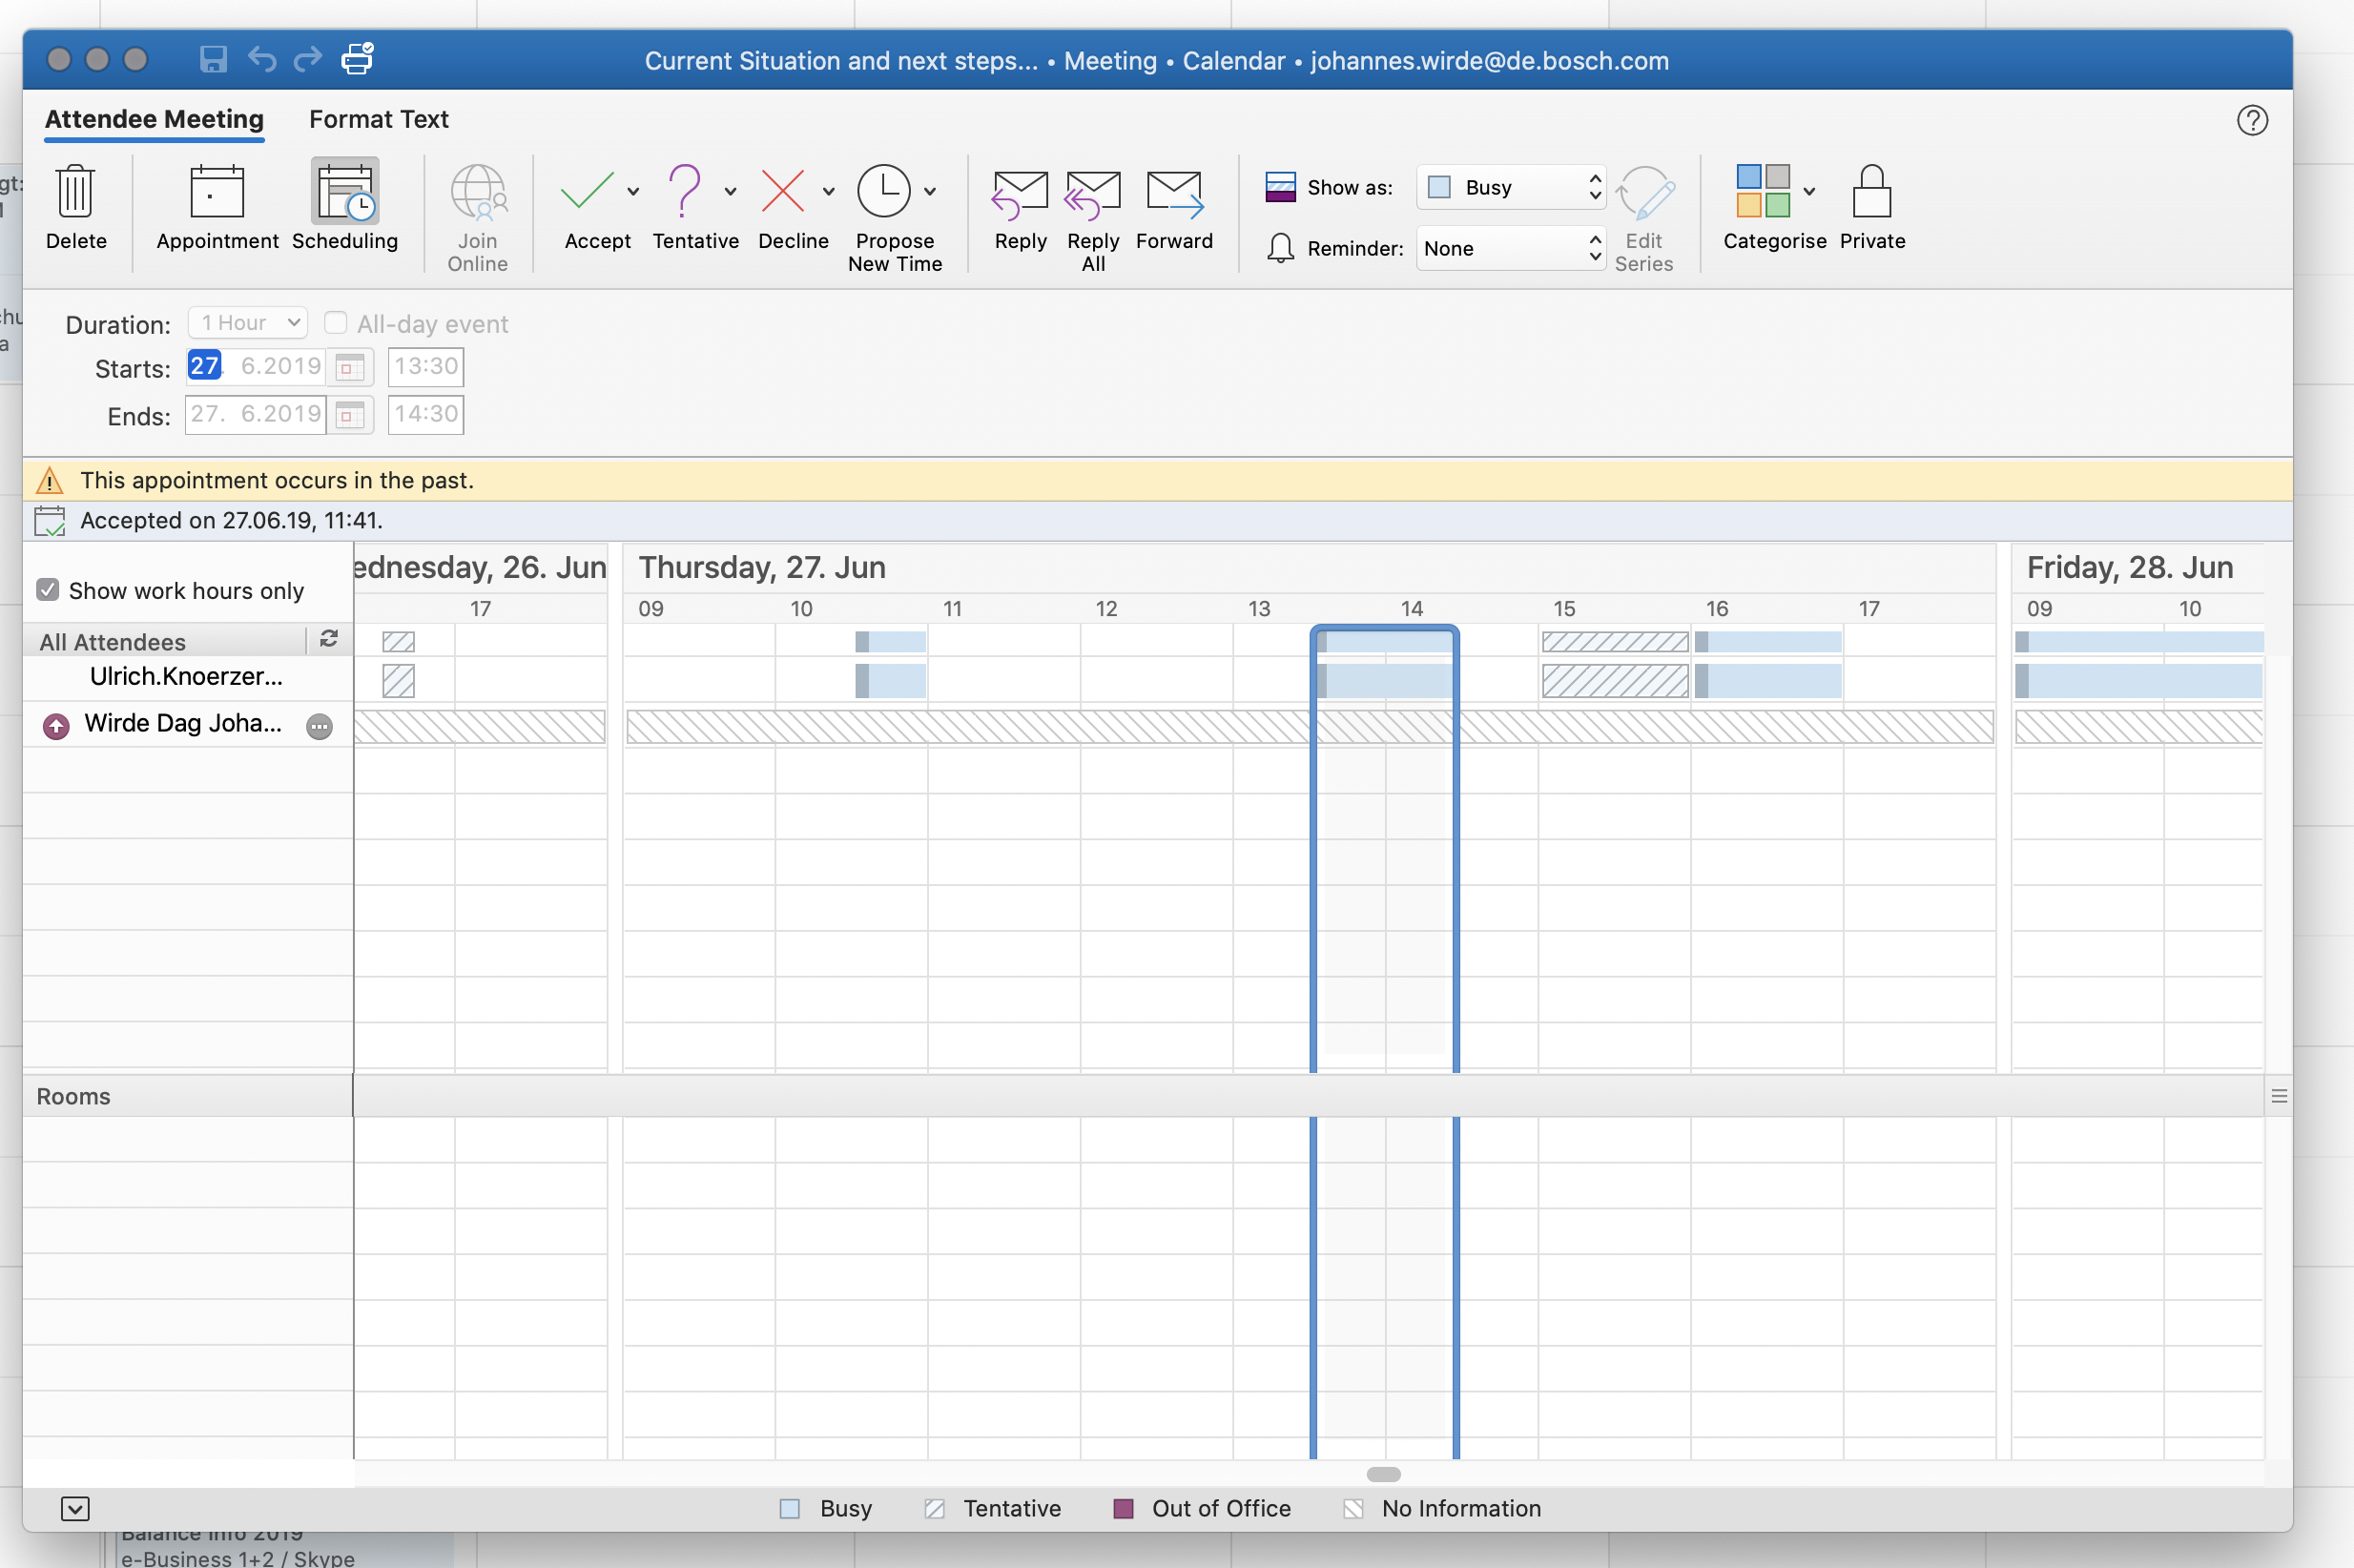 Current Situation and next steps... • Meeting • Calendar • johannes.wirde@de.bosch.com
Attendee Meeting Format Text
Delete Appointment Scheduling Join Online Accept Tentative Decline Propose New Time Reply Reply All Forward
Show as: Busy
Reminder: None
Edit Series Categorise Private
Duration: 1 Hour All-day event
Starts: 27. 6.2019 13:30
Ends: 27. 6.2019 14:30
This appointment occurs in the past.
Accepted on 27.06.19, 11:41.
ednesday, 26. Jun Thursday, 27. Jun Friday, 28. Jun
Show work hours only
17 09 10 11 12 13 14 15 16 17 09 10
All Attendees
Ulrich.Knoerzer...
Wirde Dag Joha...
Rooms
Busy Tentative Out of Office No Information
Balance Info 2019
e-Business 1+2 / Skype